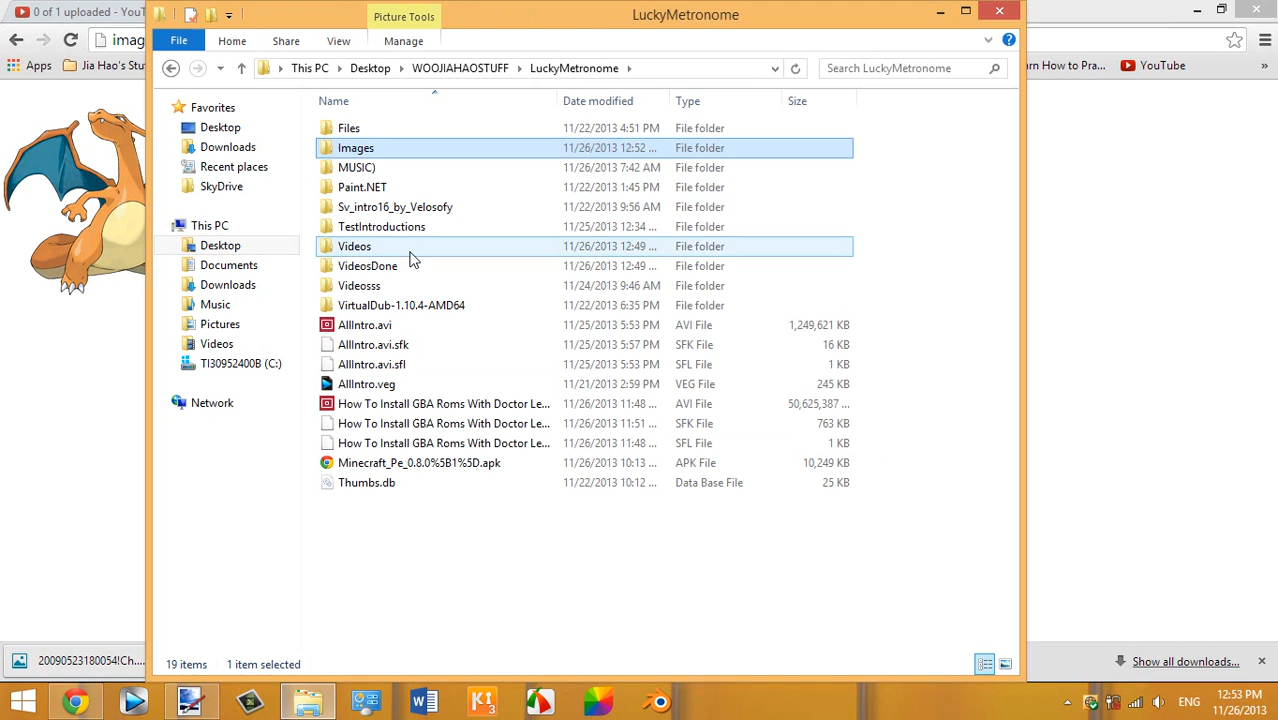 0 of 1 uploaded - YouT
Picture Tools
LuckyMetronome
File Home Share View Manage
imag
This PC Desktop WOOJIAHAOSTUFF LuckyMetronome
Search LuckyMetronome
Apps Jia Hao's Stuf
rn How to Pra... YouTube
Name Date modified Type Size
Favorites
Desktop
Downloads
Recent places
SkyDrive
This PC
Desktop
Documents
Downloads
Music
Pictures
Videos
TI30952400B (C:)
Network
Files 11/22/2013 4:51 PM File folder
Images 11/26/2013 12:52 ... File folder
MUSIC) 11/26/2013 7:42 AM File folder
Paint.NET 11/22/2013 1:45 PM File folder
Sv_intro16_by_Velosofy 11/22/2013 9:56 AM File folder
TestIntroductions 11/25/2013 12:34 ... File folder
Videos 11/26/2013 12:49 ... File folder
VideosDone 11/26/2013 12:49 ... File folder
Videosss 11/24/2013 9:46 AM File folder
VirtualDub-1.10.4-AMD64 11/22/2013 6:35 PM File folder
AllIntro.avi 11/25/2013 5:53 PM AVI File 1,249,621 KB
AllIntro.avi.sfk 11/25/2013 5:57 PM SFK File 16 KB
AllIntro.avi.sfl 11/25/2013 5:53 PM SFL File 1 KB
AllIntro.veg 11/21/2013 2:59 PM VEG File 245 KB
How To Install GBA Roms With Doctor Le... 11/26/2013 11:48 ... AVI File 50,625,387 ...
How To Install GBA Roms With Doctor Le... 11/26/2013 11:51 ... SFK File 763 KB
How To Install GBA Roms With Doctor Le... 11/26/2013 11:48 ... SFL File 1 KB
Minecraft_Pe_0.8.0%5B1%5D.apk 11/26/2013 10:13 ... APK File 10,249 KB
Thumbs.db 11/22/2013 10:12 ... Data Base File 25 KB
19 items 1 item selected
20090523180054!Ch....
Show all downloads...
W
K1
ENG
12:53 PM
11/26/2013